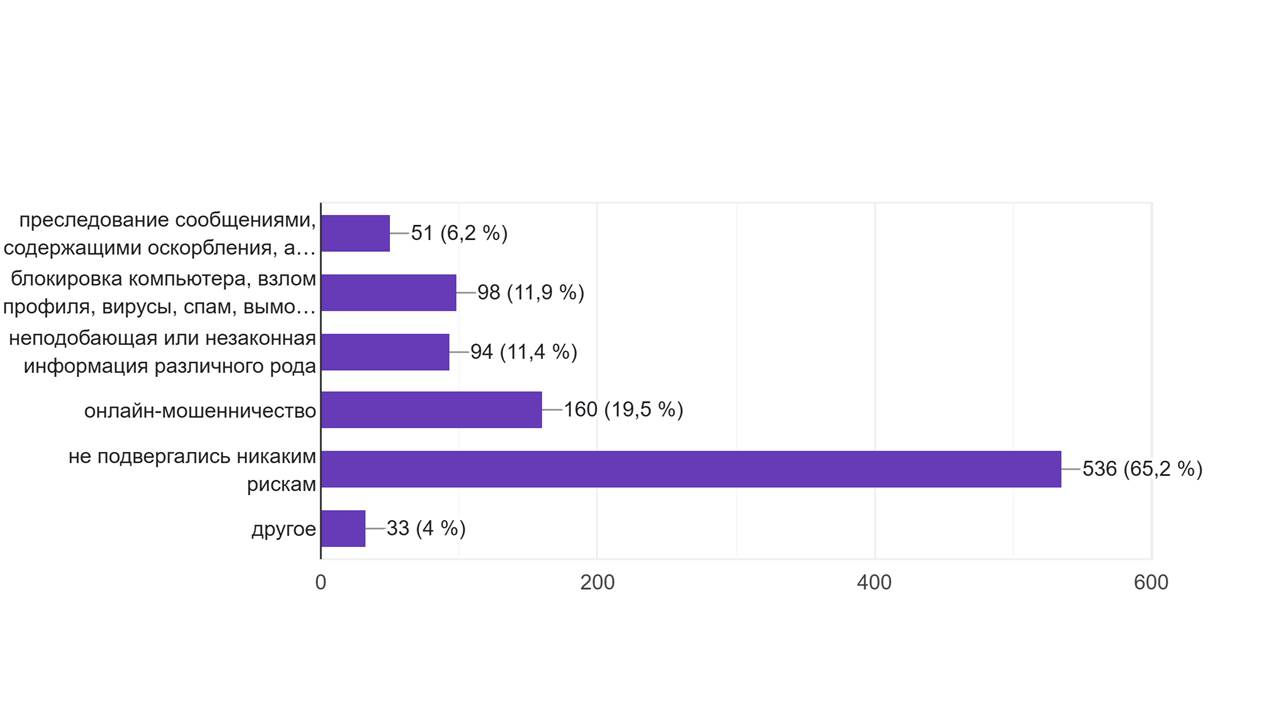 преследование сообщениями,
содержащими оскорбления, а…
51 (6,2 %)
блокировка компьютера, взлом
профиля, вирусы, спам, вымо…
98 (11,9 %)
неподобающая или незаконная
информация различного рода
94 (11,4 %)
онлайн-мошенничество
160 (19,5 %)
не подвергались никаким
рискам
536 (65,2 %)
другое
33 (4 %)
0
200
400
600